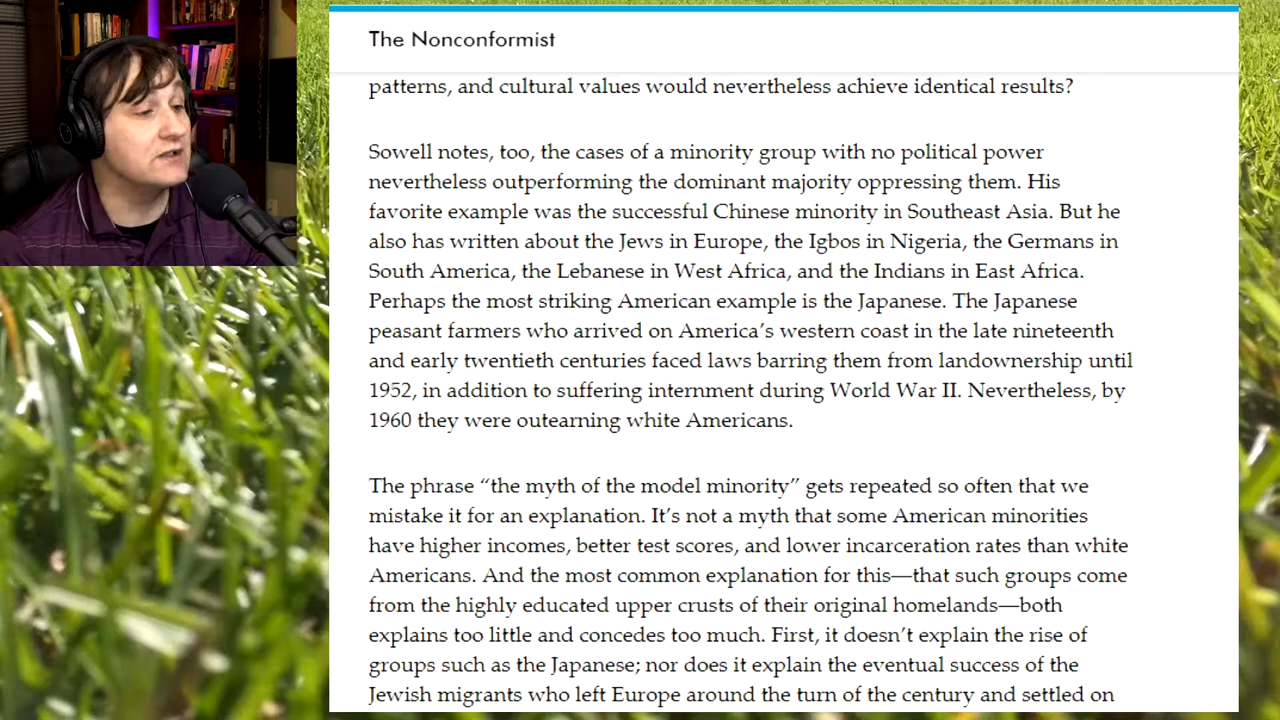 The Nonconformist
patterns, and cultural values would nevertheless achieve identical results?
Sowell notes, too, the cases of a minority group with no political power
nevertheless outperforming the dominant majority oppressing them. His
favorite example was the successful Chinese minority in Southeast Asia. But he
also has written about the Jews in Europe, the Igbos in Nigeria, the Germans in
South America, the Lebanese in West Africa, and the Indians in East Africa.
Perhaps the most striking American example is the Japanese. The Japanese
peasant farmers who arrived on America’s western coast in the late nineteenth
and early twentieth centuries faced laws barring them from landownership until
1952, in addition to suffering internment during World War II. Nevertheless, by
1960 they were outearning white Americans.
The phrase “the myth of the model minority” gets repeated so often that we
mistake it for an explanation. It’s not a myth that some American minorities
have higher incomes, better test scores, and lower incarceration rates than white
Americans. And the most common explanation for this—that such groups come
from the highly educated upper crusts of their original homelands—both
explains too little and concedes too much. First, it doesn’t explain the rise of
groups such as the Japanese; nor does it explain the eventual success of the
Jewish migrants who left Europe around the turn of the century and settled on